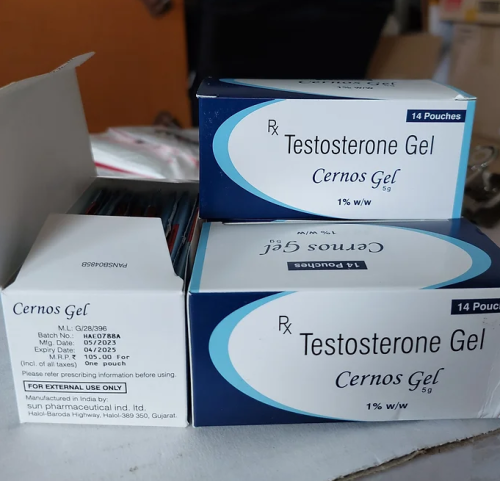 14 Pouches
Rx
Testosterone Gel
Cernos Gel
5g
1% w/w
Cernos Gel
5g
1% w/w
14 Pouches
14 Pouc
Rx
Testosterone Gel
Cernos Gel
5g
1% w/w
PANSB0485B
Cernos Gel
M.L: G/28/396
Batch No.: HAE0788A
Mfg. Date: 05/2023
Expiry Date: 04/2025
M.R.P.₹ 105.00 For
(Incl. of all taxes) One pouch
Please refer prescribing information before using.
FOR EXTERNAL USE ONLY
Manufactured in India by:
sun pharmaceutical ind. ltd.
Halol-Baroda Highway, Halol-389 350, Gujarat.